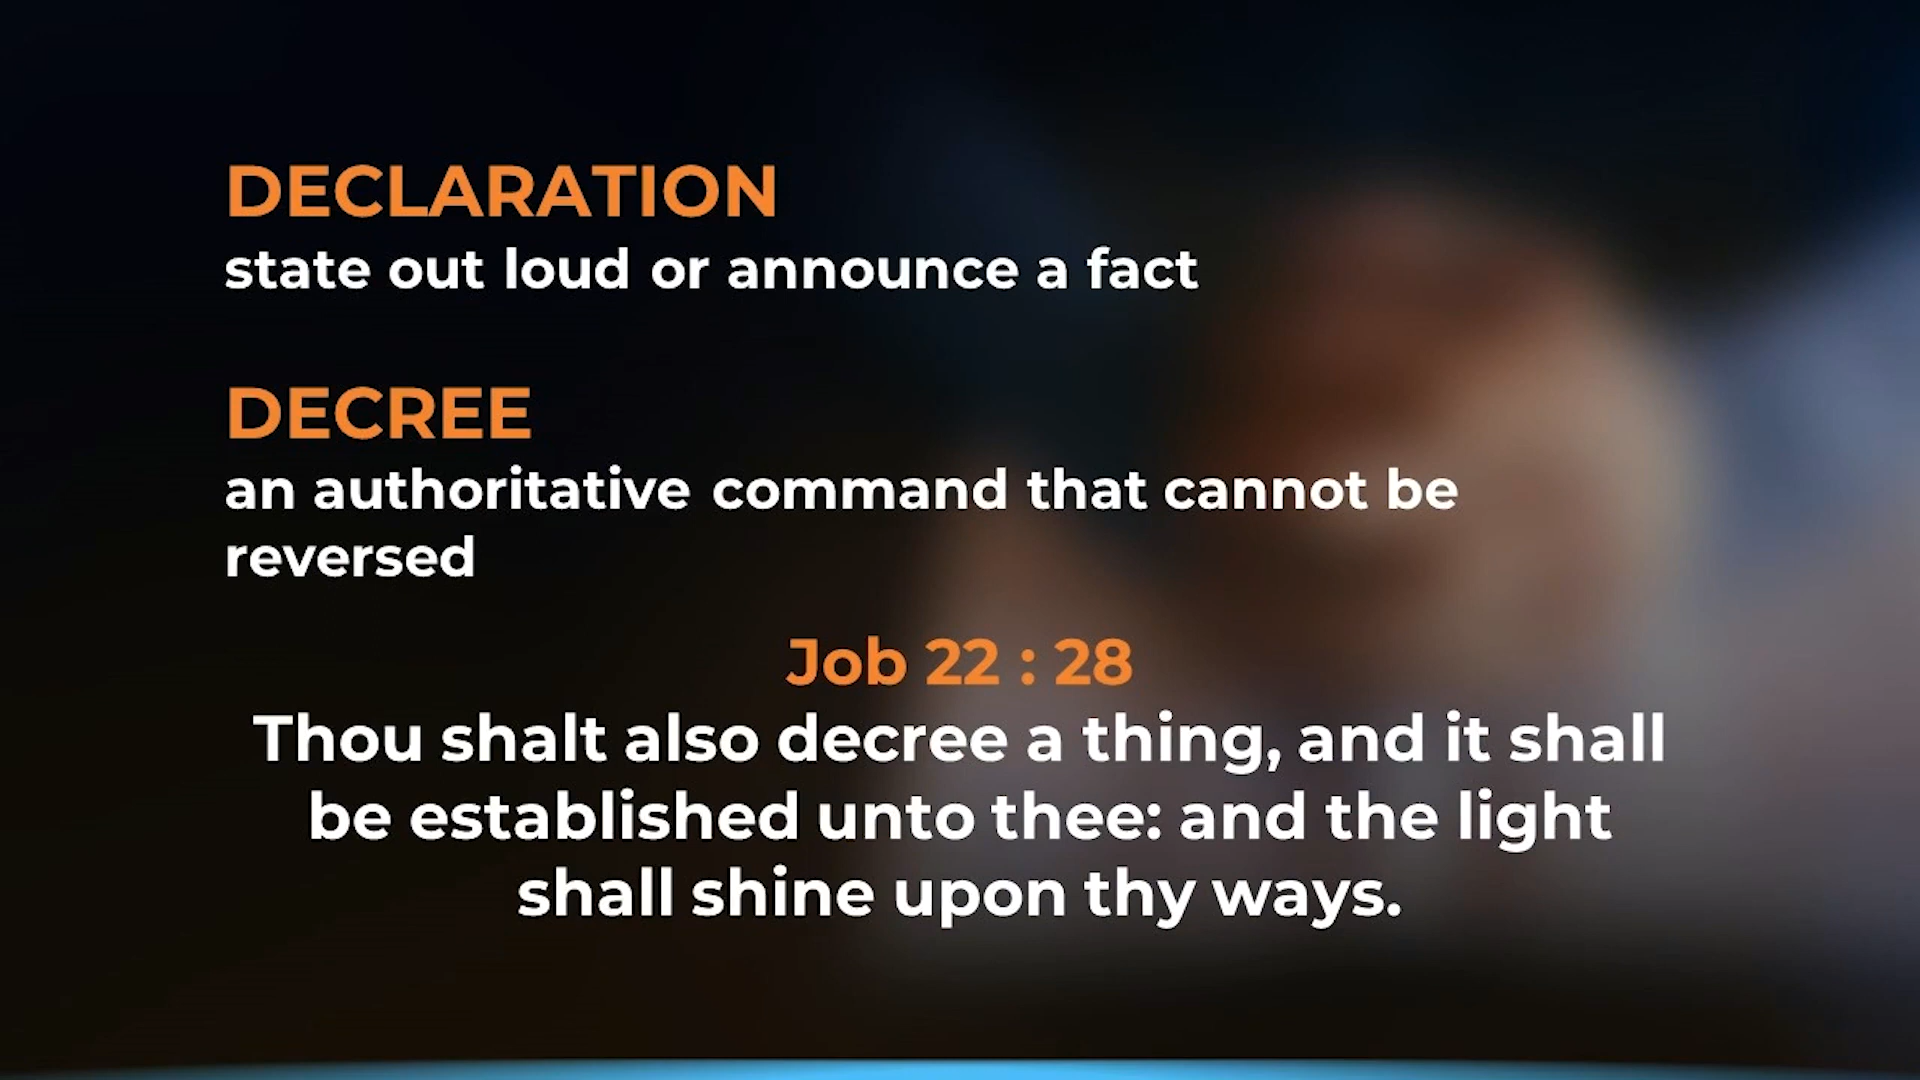 DECLARATION
state out loud or announce a fact
DECREE
an authoritative command that cannot be
reversed
Job 22 : 28
Thou shalt also decree a thing, and it shall
be established unto thee: and the light
shall shine upon thy ways.